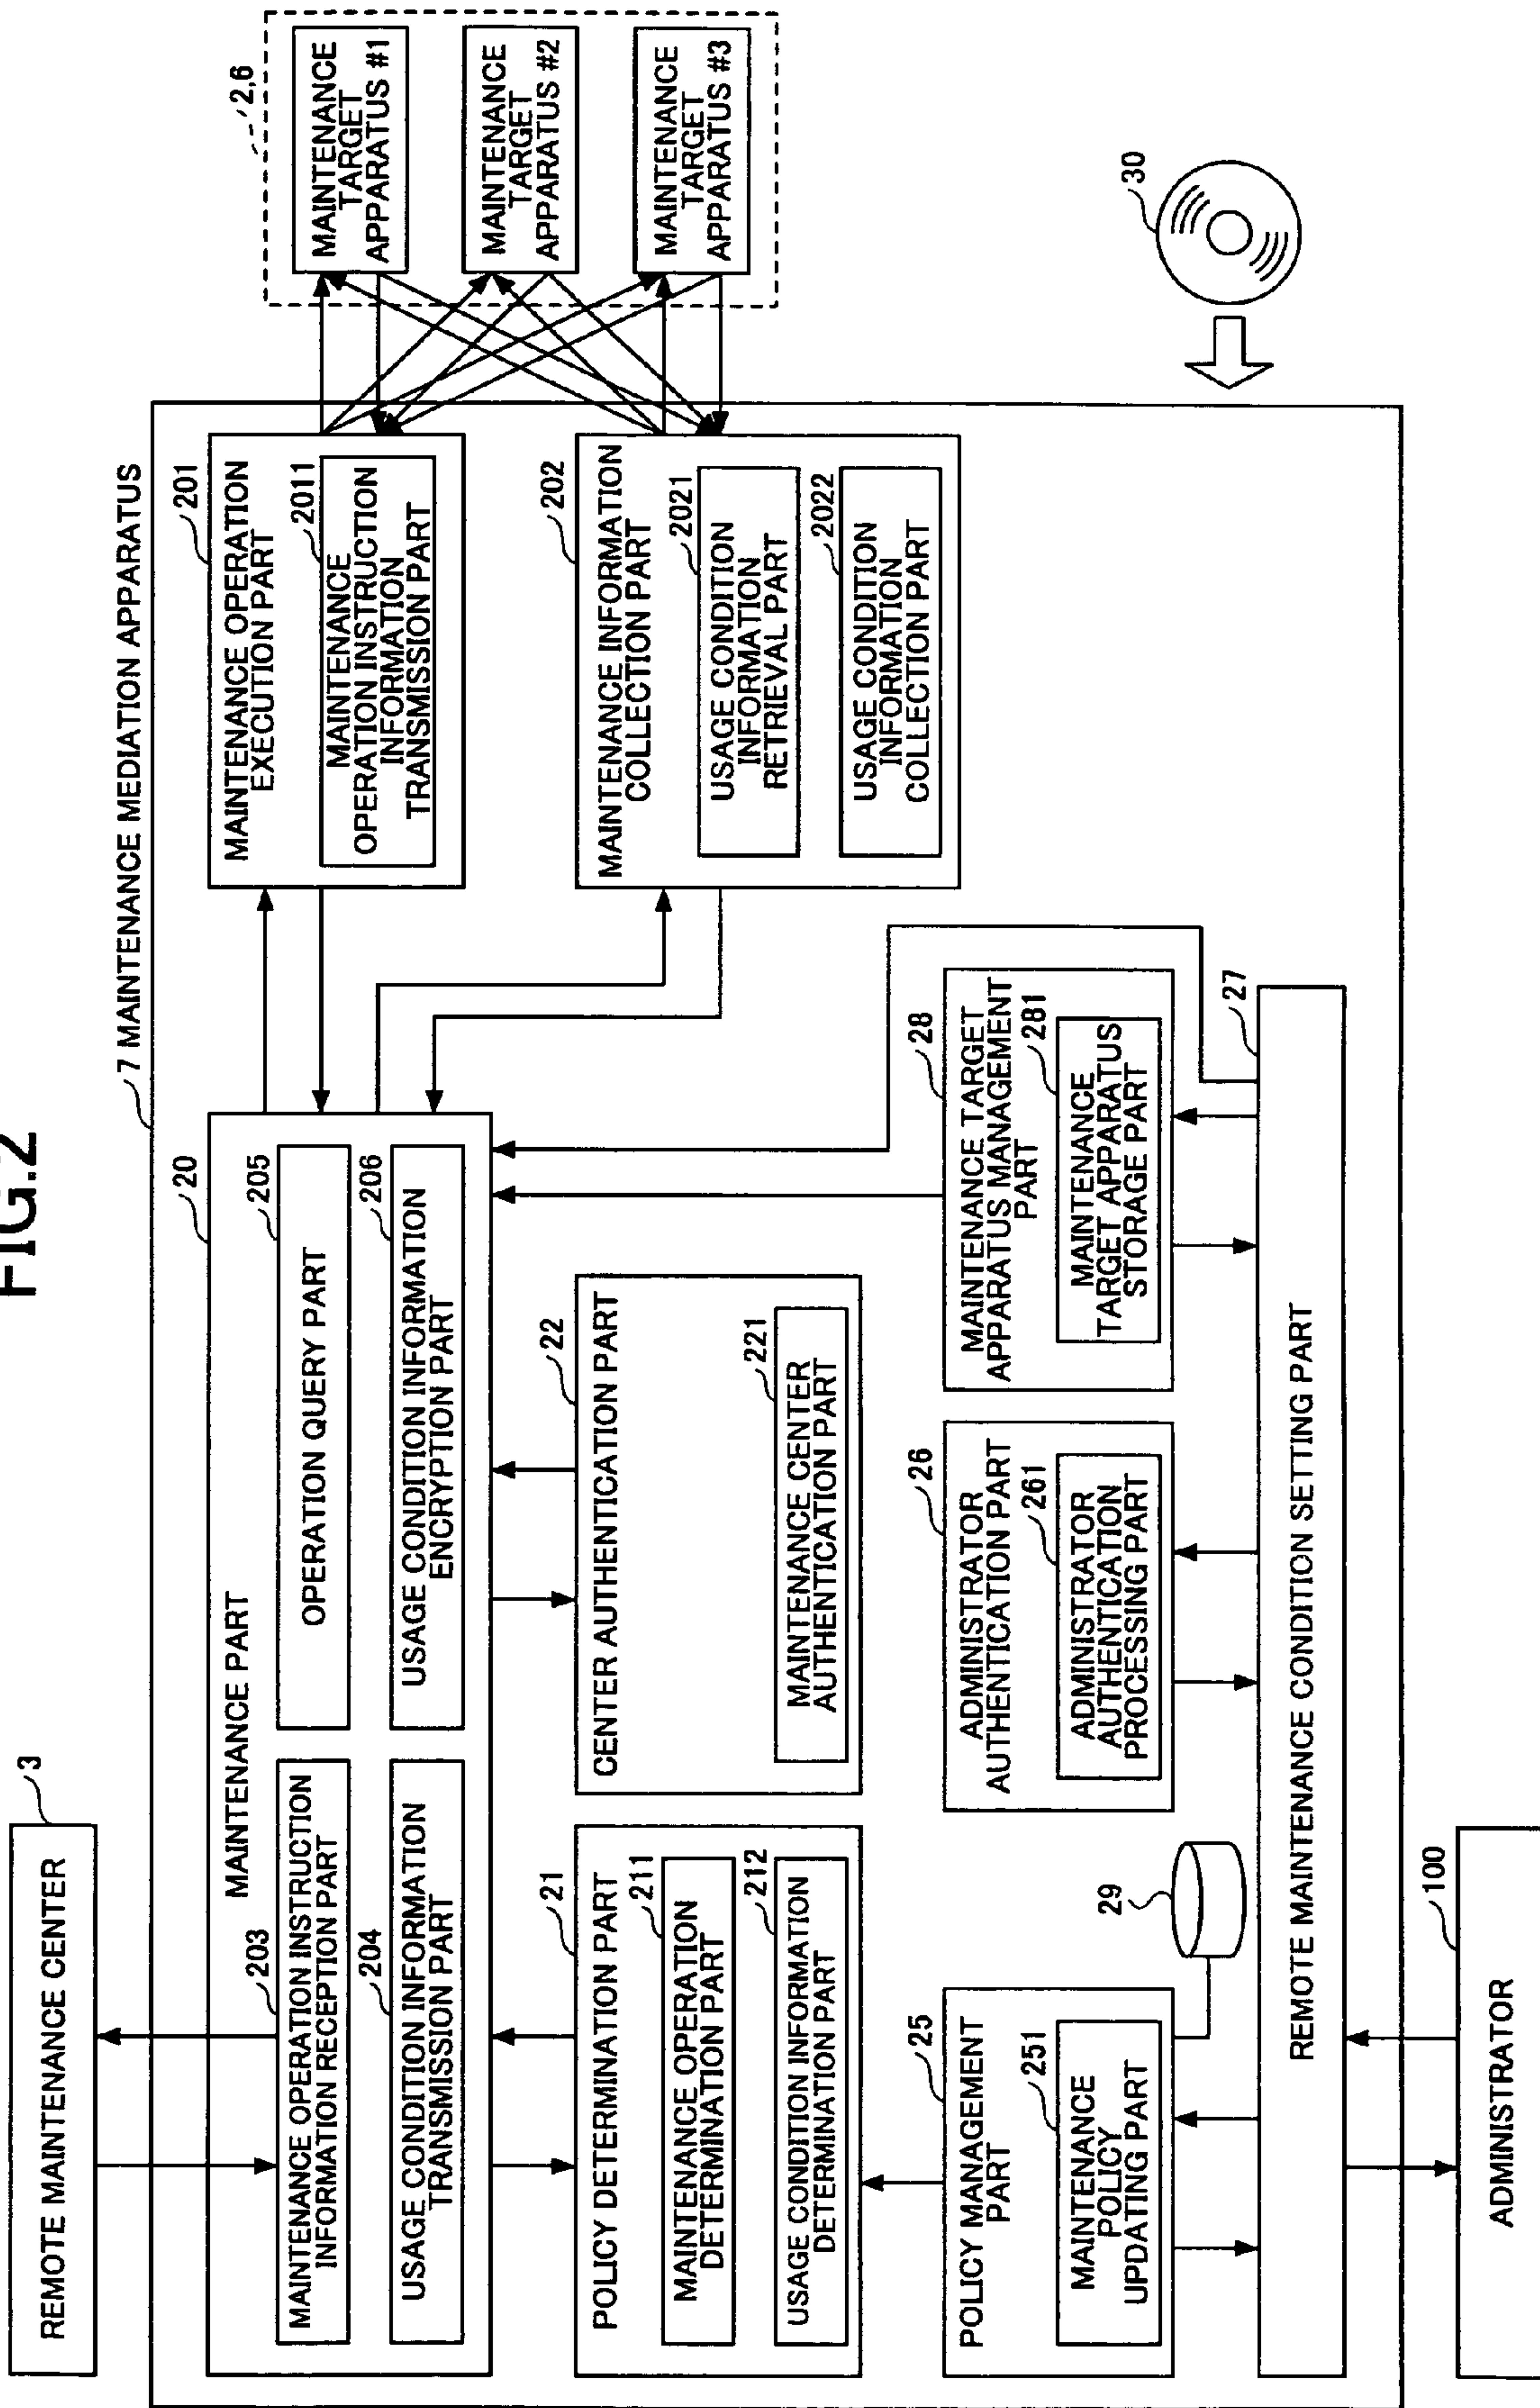 FIG.2
REMOTE MAINTENANCE CENTER
3
7 MAINTENANCE MEDIATION APPARATUS
MAINTENANCE PART
20
203
MAINTENANCE OPERATION INSTRUCTION
INFORMATION RECEPTION PART
204
USAGE CONDITION INFORMATION
TRANSMISSION PART
205
OPERATION QUERY PART
206
USAGE CONDITION INFORMATION
ENCRYPTION PART
201
MAINTENANCE OPERATION
EXECUTION PART
2011
MAINTENANCE
OPERATION INSTRUCTION
INFORMATION
TRANSMISSION PART
202
MAINTENANCE INFORMATION
COLLECTION PART
2021
USAGE CONDITION
INFORMATION
RETRIEVAL PART
2022
USAGE CONDITION
INFORMATION
COLLECTION PART
2,6
MAINTENANCE
TARGET
APPARATUS #1
MAINTENANCE
TARGET
APPARATUS #2
MAINTENANCE
TARGET
APPARATUS #3
21
POLICY DETERMINATION PART
211
MAINTENANCE OPERATION
DETERMINATION PART
212
USAGE CONDITION INFORMATION
DETERMINATION PART
22
CENTER AUTHENTICATION PART
221
MAINTENANCE CENTER
AUTHENTICATION PART
25
POLICY MANAGEMENT
PART
251
MAINTENANCE
POLICY
UPDATING PART
29
26
ADMINISTRATOR
AUTHENTICATION PART
261
ADMINISTRATOR
AUTHENTICATION
PROCESSING PART
28
MAINTENANCE TARGET
APPARATUS MANAGEMENT
PART
281
MAINTENANCE
TARGET APPARATUS
STORAGE PART
27
REMOTE MAINTENANCE CONDITION SETTING PART
30
100
ADMINISTRATOR